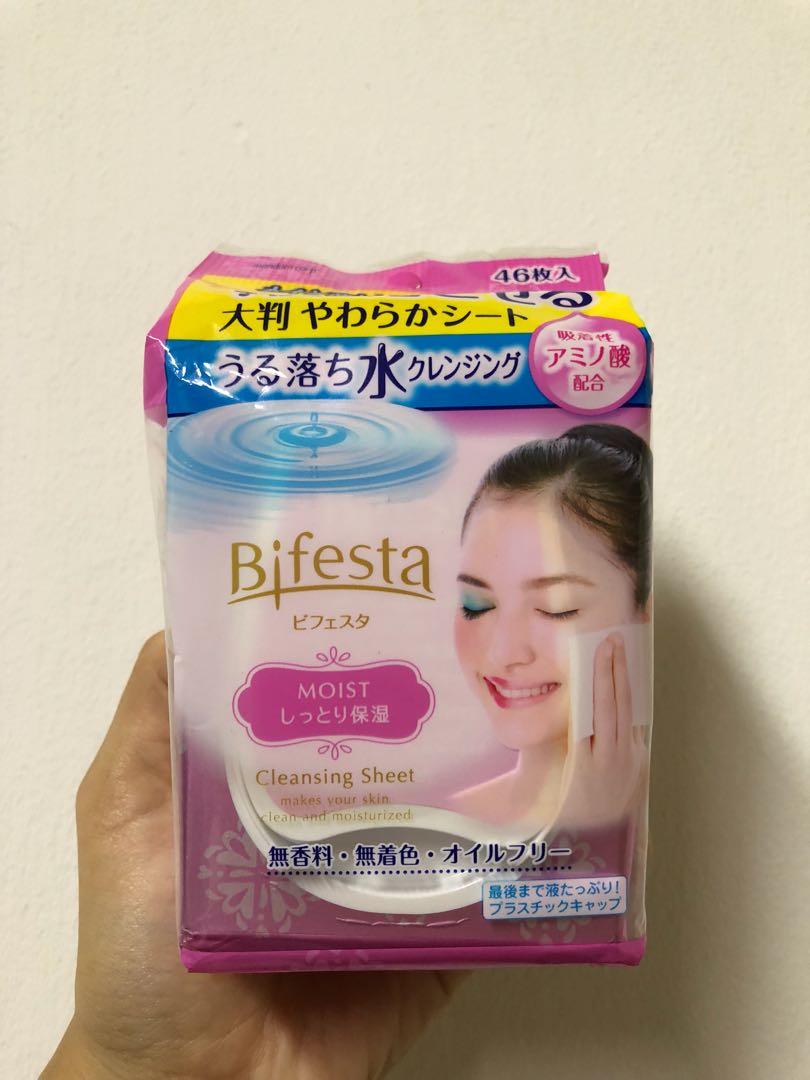 mandom corp.
46枚入
大判 やわらかシート
うる落ち水クレンジング
吸着性
アミノ酸
配合
Bifesta
ビフェスタ
MOIST
しっとり保湿
Cleansing Sheet
makes your skin
clean and moisturized
無香料・無着色・オイルフリー
最後まで液たっぷり!
プラスチックキャップ